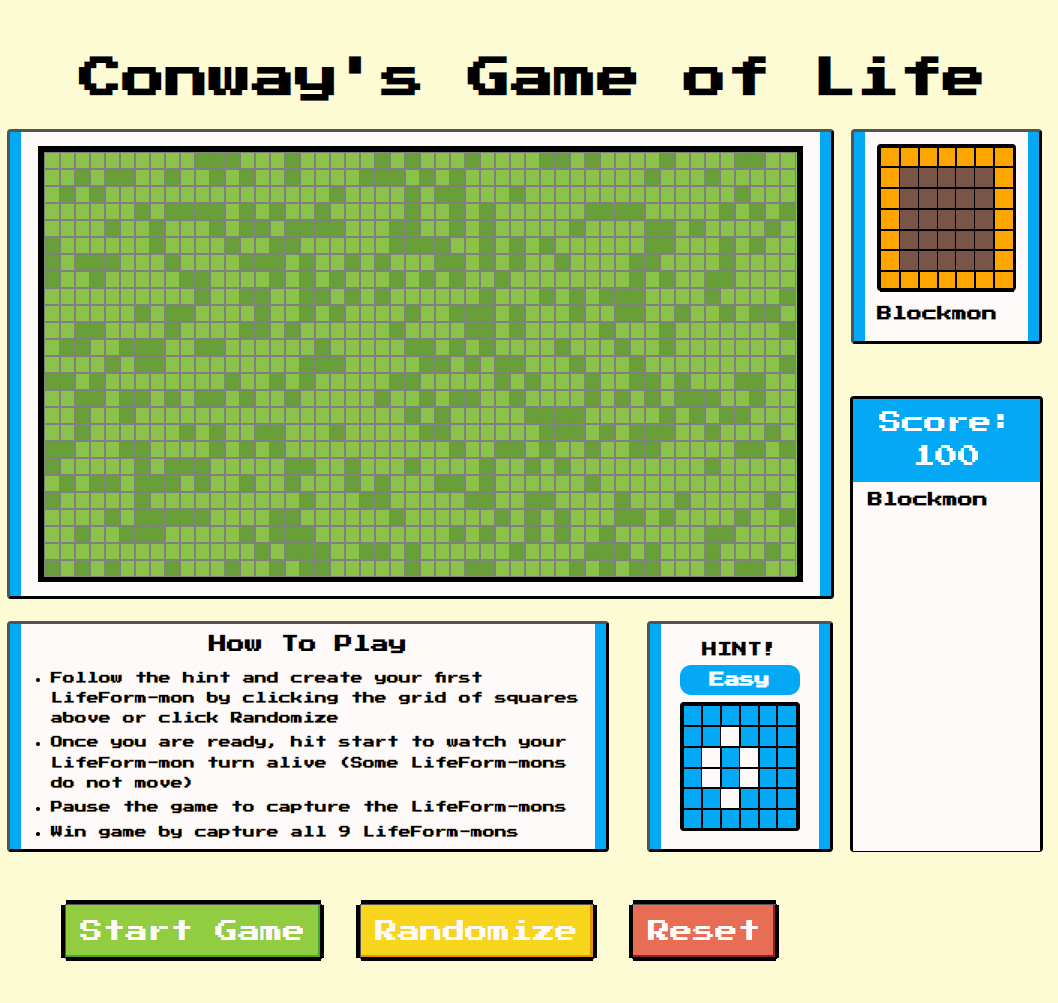 Conway's Game of Life
Blockmon
Score:
100
Blockmon
How To Play
Follow the hint and create your first
LifeForm-mon by clicking the grid of squares
above or click Randomize
Once you are ready, hit start to watch your
LifeForm-mon turn alive (Some LifeForm-mons
do not move)
Pause the game to capture the LifeForm-mons
Win game by capture all 9 LifeForm-mons
HINT!
Easy
Start Game
Randomize
Reset